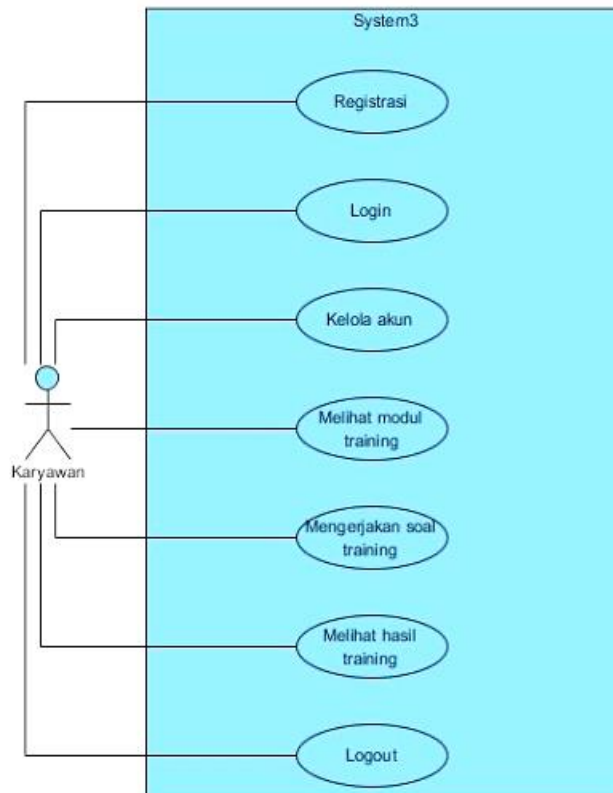 System3
Registrasi
Login
Kelola akun
Melihat modul
training
Karyawan
Mengerjakan soal
training
Melihat hasil
training
Logout